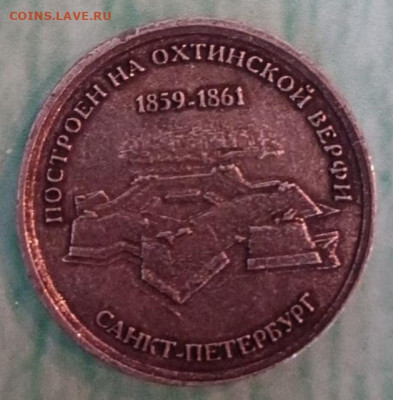 COINS.LAVE.RU
ПОСТРОЕН НА ОХТИНСКОЙ ВЕРФИ
1859-1861
САНКТ-ПЕТЕРБУРГ